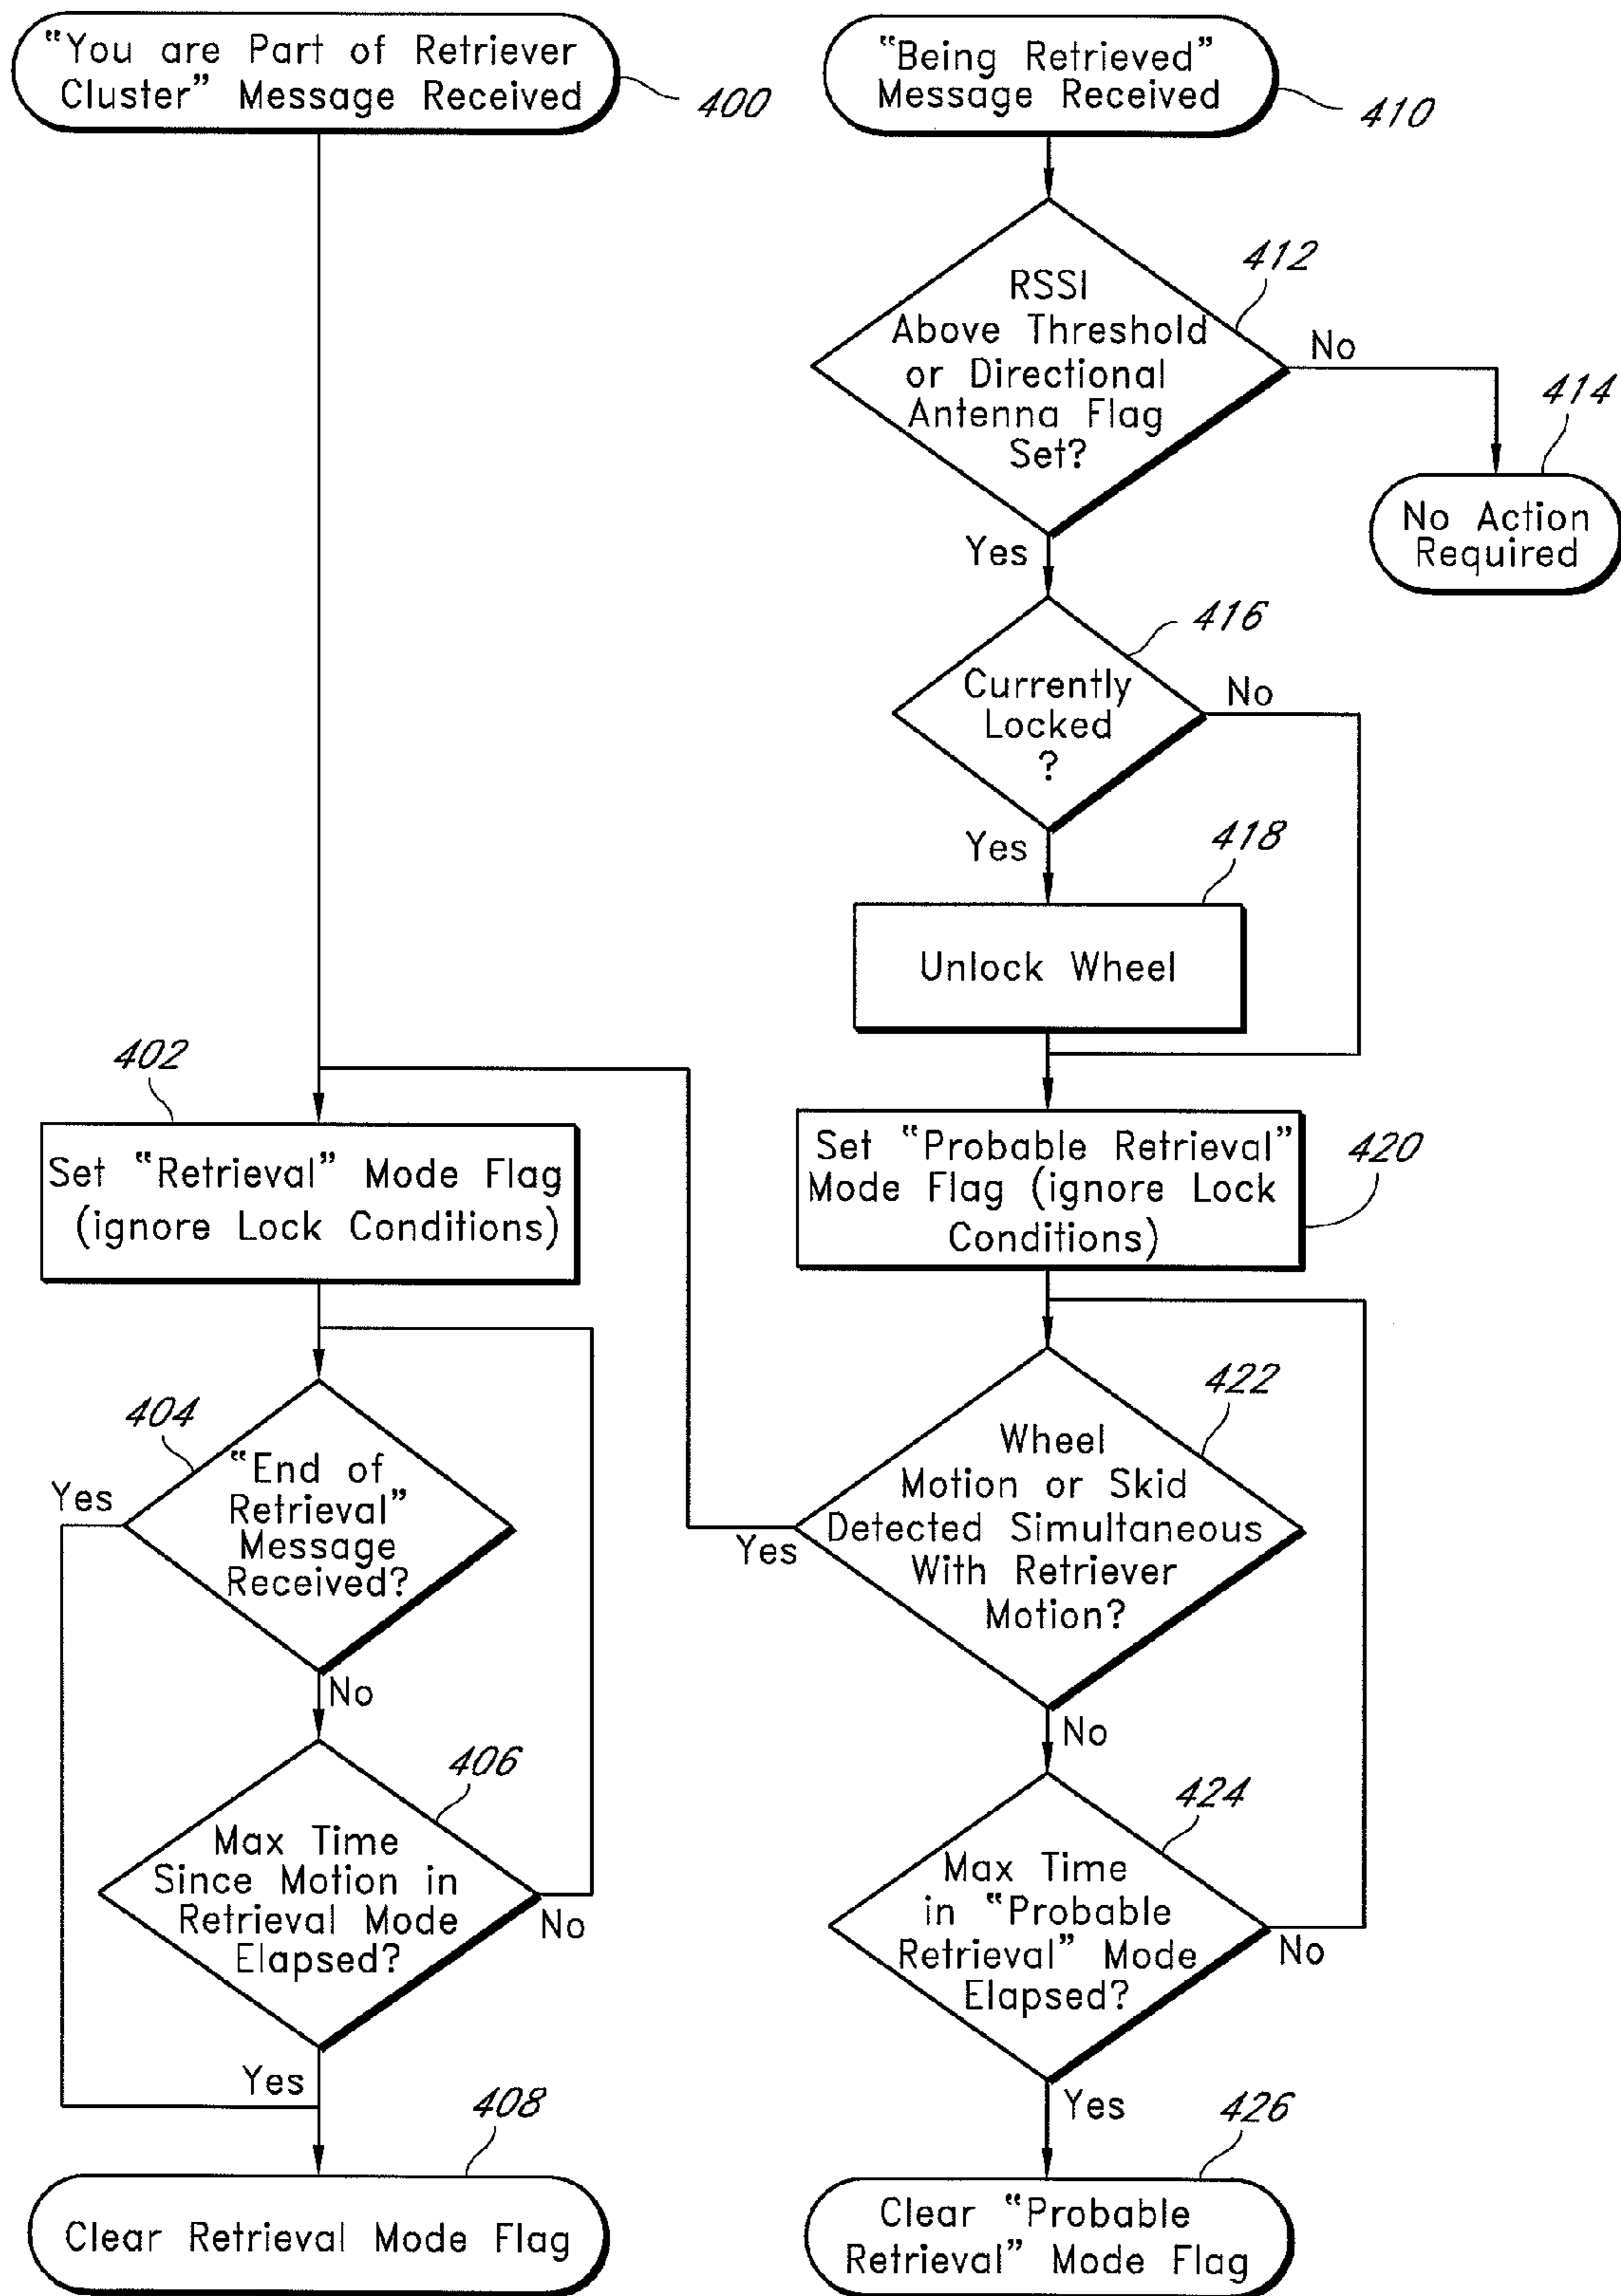 “You are Part of Retriever
Cluster” Message Received
400
“Being Retrieved”
Message Received
410
RSSI
Above Threshold
or Directional
Antenna Flag
Set?
412
No
414
No Action
Required
Yes
416
Currently
Locked
?
No
Yes
418
Unlock Wheel
402
Set “Retrieval” Mode Flag
(ignore Lock Conditions)
Set “Probable Retrieval”
Mode Flag (ignore Lock
Conditions)
420
404
“End of
Retrieval”
Message
Received?
Yes
No
422
Wheel
Motion or Skid
Detected Simultaneous
With Retriever
Motion?
Yes
No
406
Max Time
Since Motion in
Retrieval Mode
Elapsed?
No
Yes
424
Max Time
in “Probable
Retrieval” Mode
Elapsed?
No
Yes
408
Clear Retrieval Mode Flag
426
Clear “Probable
Retrieval” Mode Flag